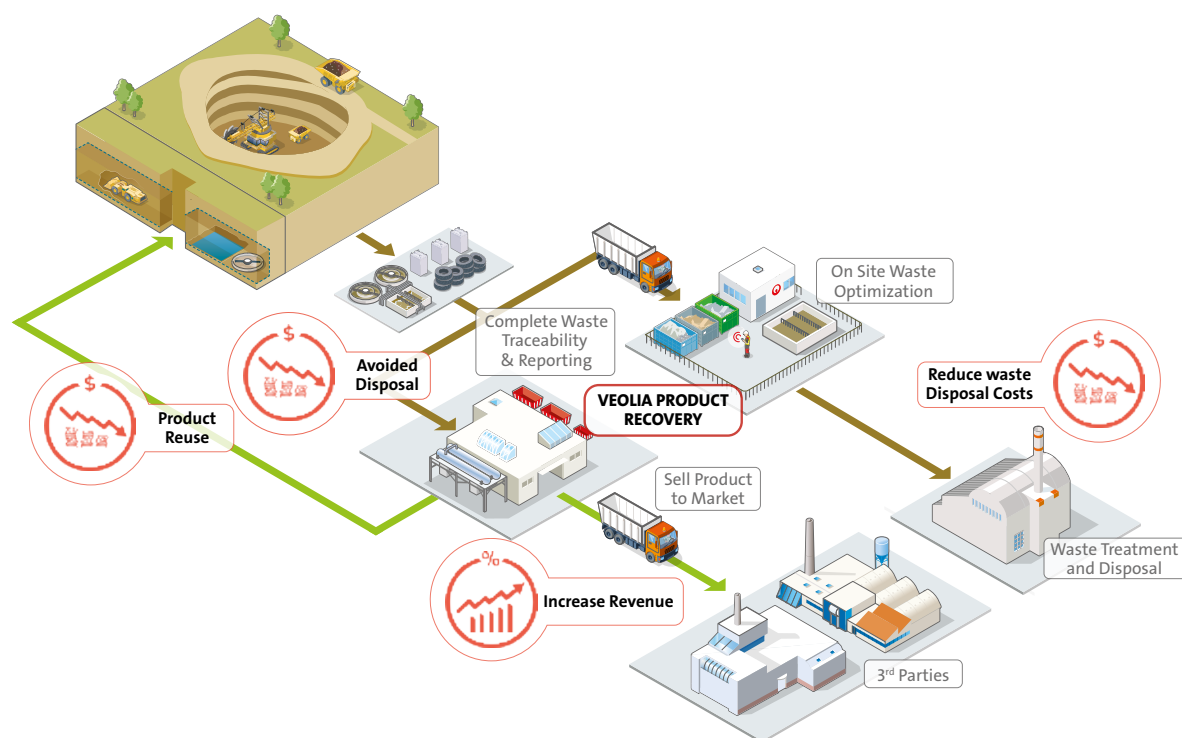 On Site Waste
Optimization
Complete Waste
Traceability
& Reporting
$
Avoided
Disposal
$
Reduce waste
Disposal Costs
$
Product
Reuse
VEOLIA PRODUCT
RECOVERY
Sell Product
to Market
Waste Treatment
and Disposal
%
Increase Revenue
3rd Parties